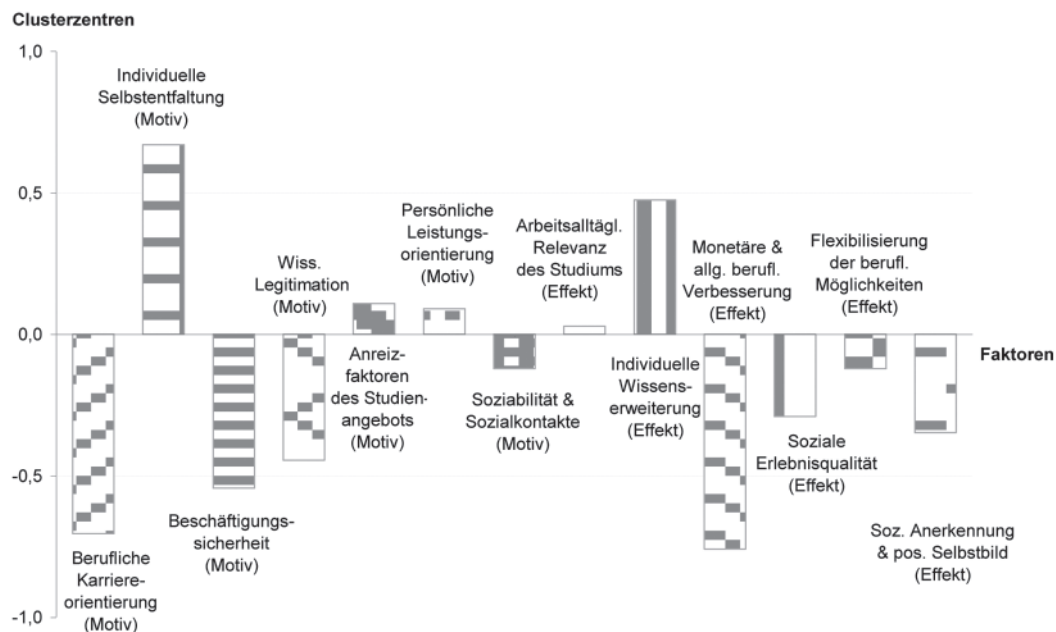 Clusterzentren
1,0
Individuelle
Selbstentfaltung
(Motiv)
0,5
Wiss.
Legitimation
(Motiv)
Persönliche
Leistungs-
orientierung
(Motiv)
Arbeitsalltägl.
Relevanz
des Studiums
(Effekt)
Monetäre &
allg. berufl.
Verbesserung
(Effekt)
Flexibilisierung
der berufl.
Möglichkeiten
(Effekt)
0,0
Faktoren
Anreiz-
faktoren
des Studien-
angebots
(Motiv)
Soziabilität &
Sozialkontakte
(Motiv)
Individuelle
Wissens-
erweiterung
(Effekt)
Soziale
Erlebnisqualität
(Effekt)
-0,5
Beschäftigungs-
sicherheit
(Motiv)
Berufliche
Karriere-
orientierung
(Motiv)
Soz. Anerkennung
& pos. Selbstbild
(Effekt)
-1,0